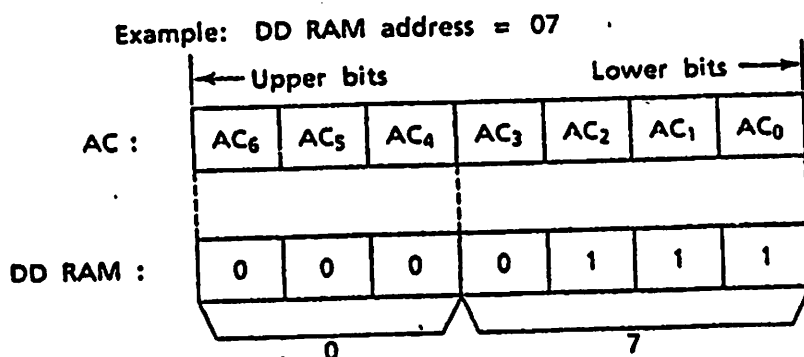 Example: DD RAM address = 07
Upper bits Lower bits
AC : AC6 AC5 AC4 AC3 AC2 AC1 AC0
DD RAM : 0 0 0 0 1 1 1
0 7